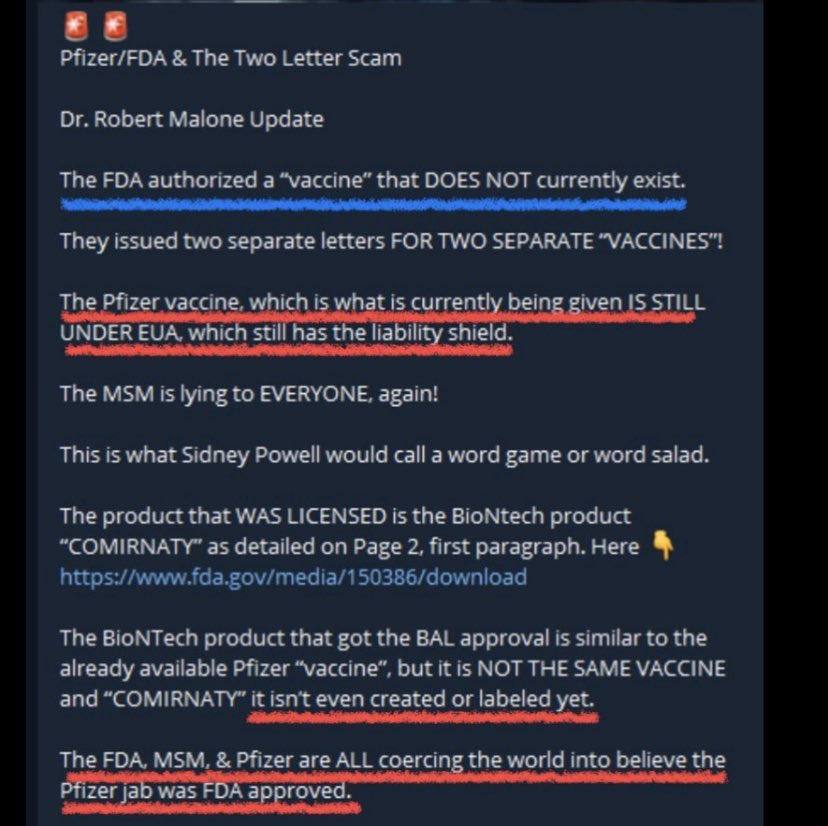 Pfizer/FDA & The Two Letter Scam
Dr. Robert Malone Update
The FDA authorized a “vaccine” that DOES NOT currently exist.
They issued two separate letters FOR TWO SEPARATE “VACCINES”!
The Pfizer vaccine, which is what is currently being given IS STILL
UNDER EUA, which still has the liability shield.
The MSM is lying to EVERYONE, again!
This is what Sidney Powell would call a word game or word salad.
The product that WAS LICENSED is the BioNtech product
“COMIRNATY” as detailed on Page 2, first paragraph. Here 👇
https://www.fda.gov/media/150386/download
The BioNTech product that got the BAL approval is similar to the
already available Pfizer “vaccine”, but it is NOT THE SAME VACCINE
and “COMIRNATY” it isn’t even created or labeled yet.
The FDA, MSM, & Pfizer are ALL coercing the world into believe the
Pfizer jab was FDA approved.